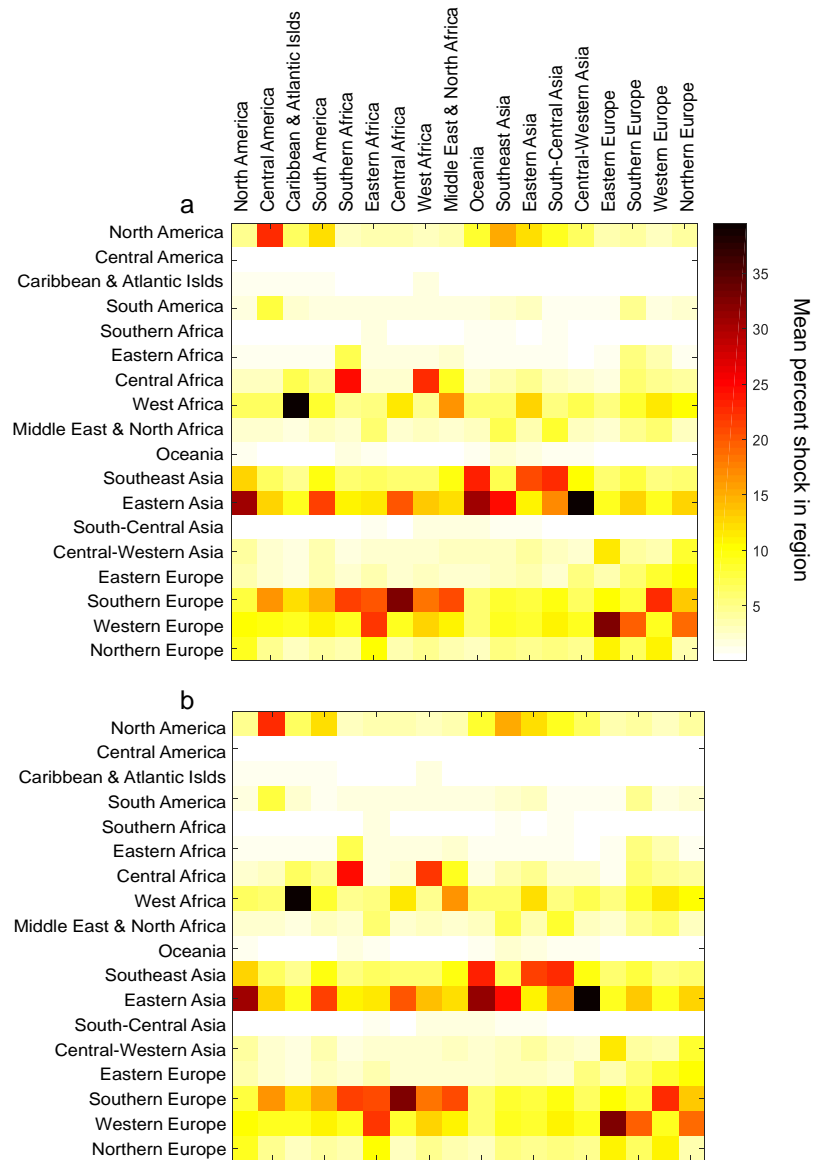 North America
Central America
Caribbean & Atlantic Islds
South America
Southern Africa
Eastern Africa
Central Africa
West Africa
Middle East & North Africa
Oceania
Southeast Asia
Eastern Asia
South-Central Asia
Central-Western Asia
Eastern Europe
Southern Europe
Western Europe
Northern Europe
a
North America
Central America
Caribbean & Atlantic Islds
South America
Southern Africa
Eastern Africa
Central Africa
West Africa
Middle East & North Africa
Oceania
Southeast Asia
Eastern Asia
South-Central Asia
Central-Western Asia
Eastern Europe
Southern Europe
Western Europe
Northern Europe
35
30
25
20
15
10
5
Mean percent shock in region
b
North America
Central America
Caribbean & Atlantic Islds
South America
Southern Africa
Eastern Africa
Central Africa
West Africa
Middle East & North Africa
Oceania
Southeast Asia
Eastern Asia
South-Central Asia
Central-Western Asia
Eastern Europe
Southern Europe
Western Europe
Northern Europe